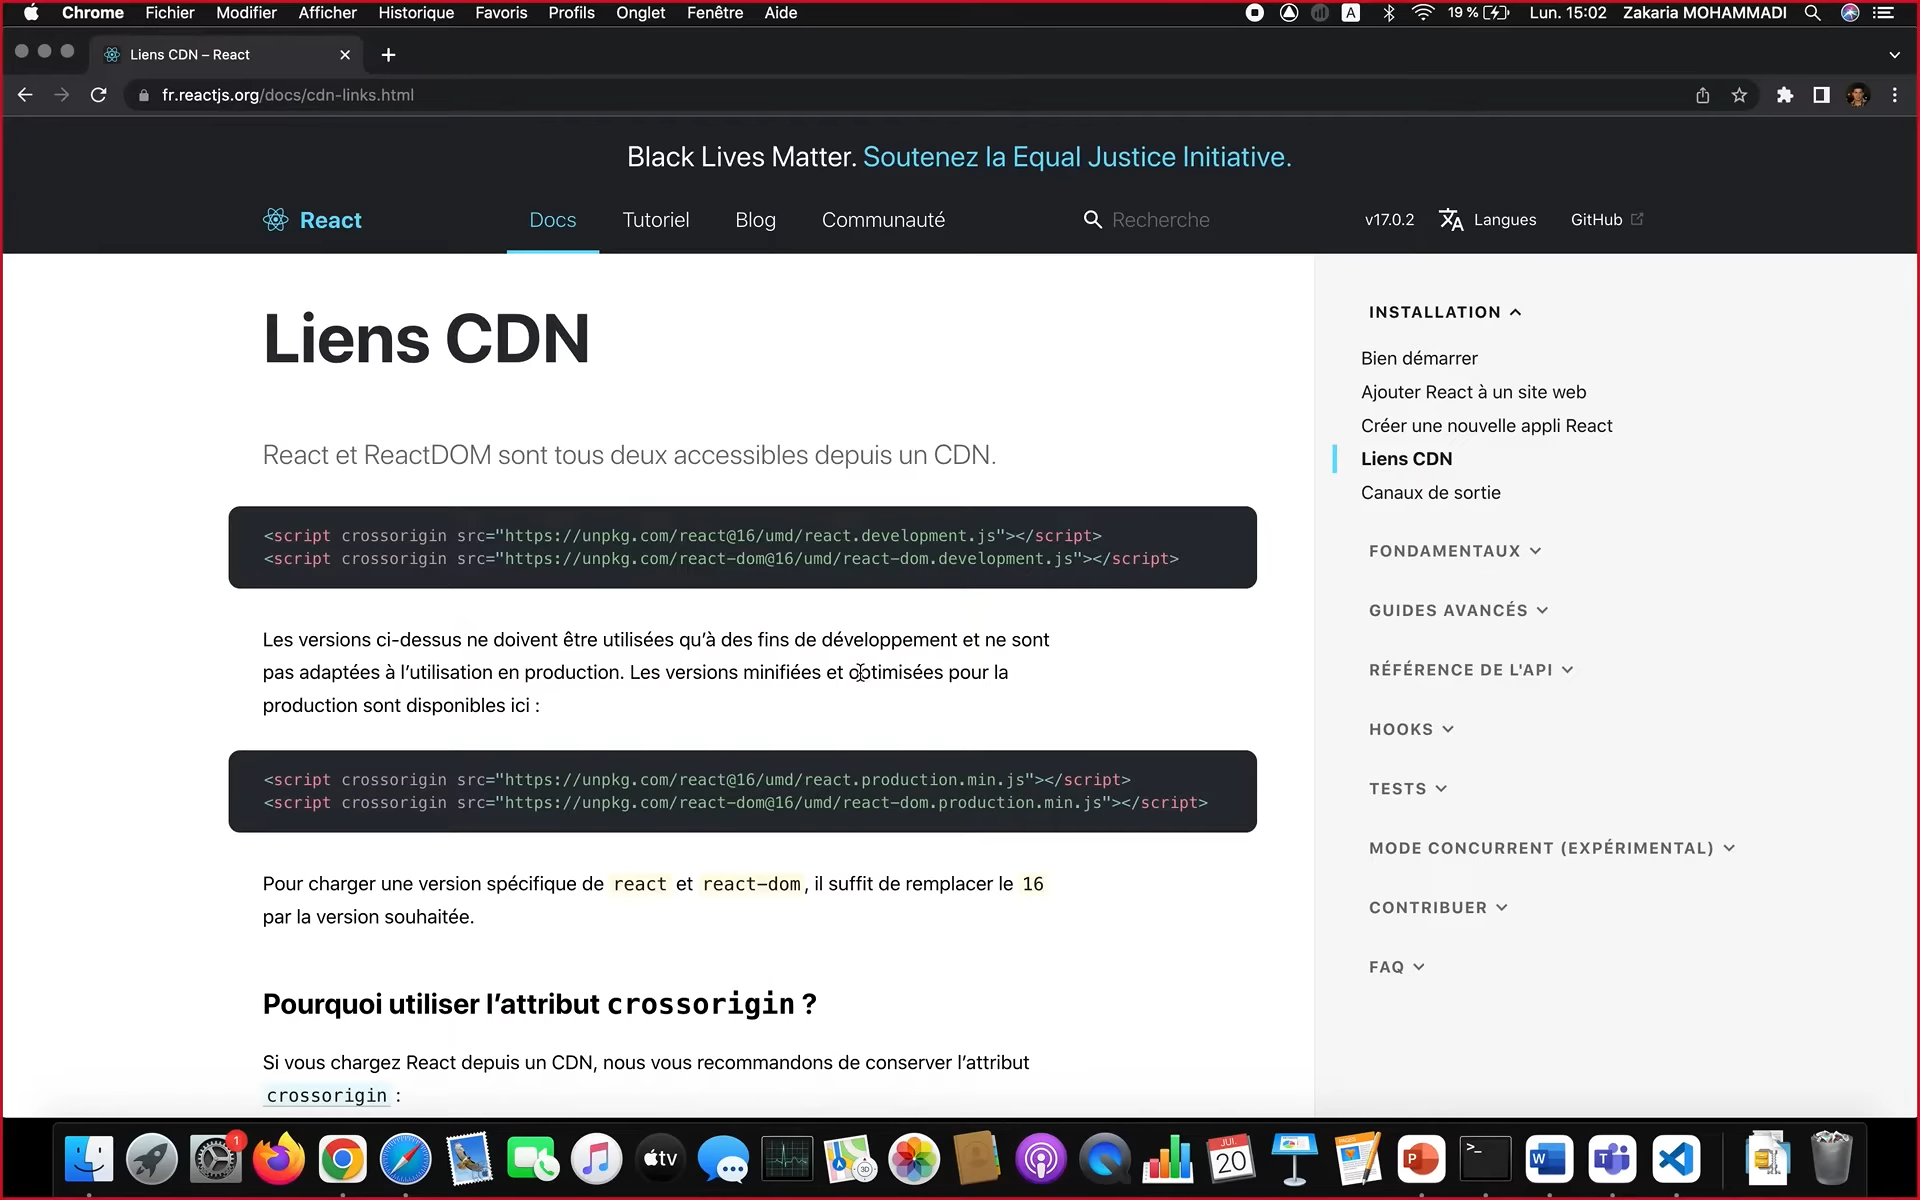 Chrome Fichier Modifier Afficher Historique Favoris Profils Onglet Fenêtre Aide A 19 % Lun. 15:02 Zakaria MOHAMMADI
Liens CDN – React
fr.reactjs.org/docs/cdn-links.html
Black Lives Matter. Soutenez la Equal Justice Initiative.
React Docs Tutoriel Blog Communauté Recherche v17.0.2 Langues GitHub
Liens CDN
React et ReactDOM sont tous deux accessibles depuis un CDN.
<script crossorigin src="https://unpkg.com/react@16/umd/react.development.js"></script>
<script crossorigin src="https://unpkg.com/react-dom@16/umd/react-dom.development.js"></script>
Les versions ci-dessus ne doivent être utilisées qu’à des fins de développement et ne sont
pas adaptées à l’utilisation en production. Les versions minifiées et optimisées pour la
production sont disponibles ici :
<script crossorigin src="https://unpkg.com/react@16/umd/react.production.min.js"></script>
<script crossorigin src="https://unpkg.com/react-dom@16/umd/react-dom.production.min.js"></script>
Pour charger une version spécifique de react et react-dom, il suffit de remplacer le 16
par la version souhaitée.
Pourquoi utiliser l’attribut crossorigin ?
Si vous chargez React depuis un CDN, nous vous recommandons de conserver l’attribut
crossorigin :
INSTALLATION
Bien démarrer
Ajouter React à un site web
Créer une nouvelle appli React
Liens CDN
Canaux de sortie
FONDAMENTAUX
GUIDES AVANCÉS
RÉFÉRENCE DE L'API
HOOKS
TESTS
MODE CONCURRENT (EXPÉRIMENTAL)
CONTRIBUER
FAQ
1 tv 3D JUIL. 20 PAGES P >_ W T